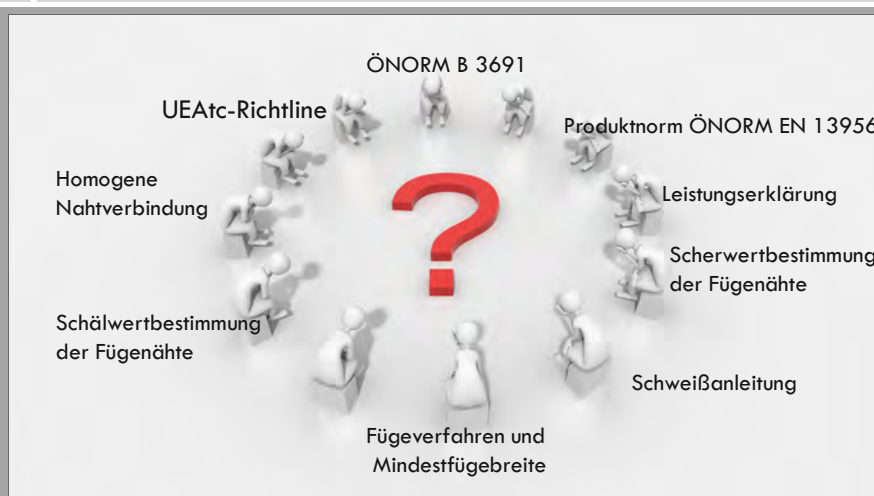 ÖNORM B 3691
UEAtc-Richtline
Produktnorm ÖNORM EN 13956
Homogene
Nahtverbindung
Leistungserklärung
Scherwertbestimmung
der Fügenähte
Schälwertbestimmung
der Fügenähte
Schweißanleitung
Fügeverfahren und
Mindestfügebreite